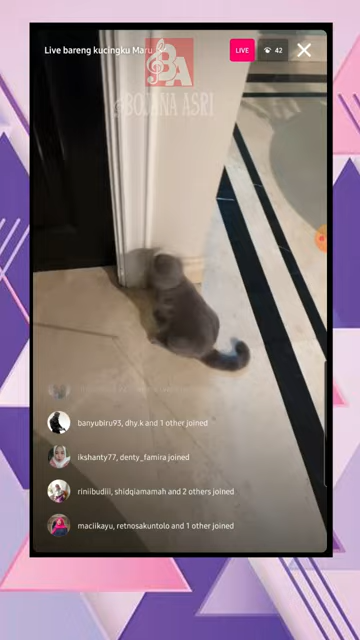 Live bareng kucingku Maru
LIVE
42
BA
BOJANA ASRI
banyubiru93, dhy.k and 1 other joined
ikshanty77, denty_famira joined
riniibudiii, shidqiamamah and 2 others joined
maciikayu, retnosakuntolo and 1 other joined